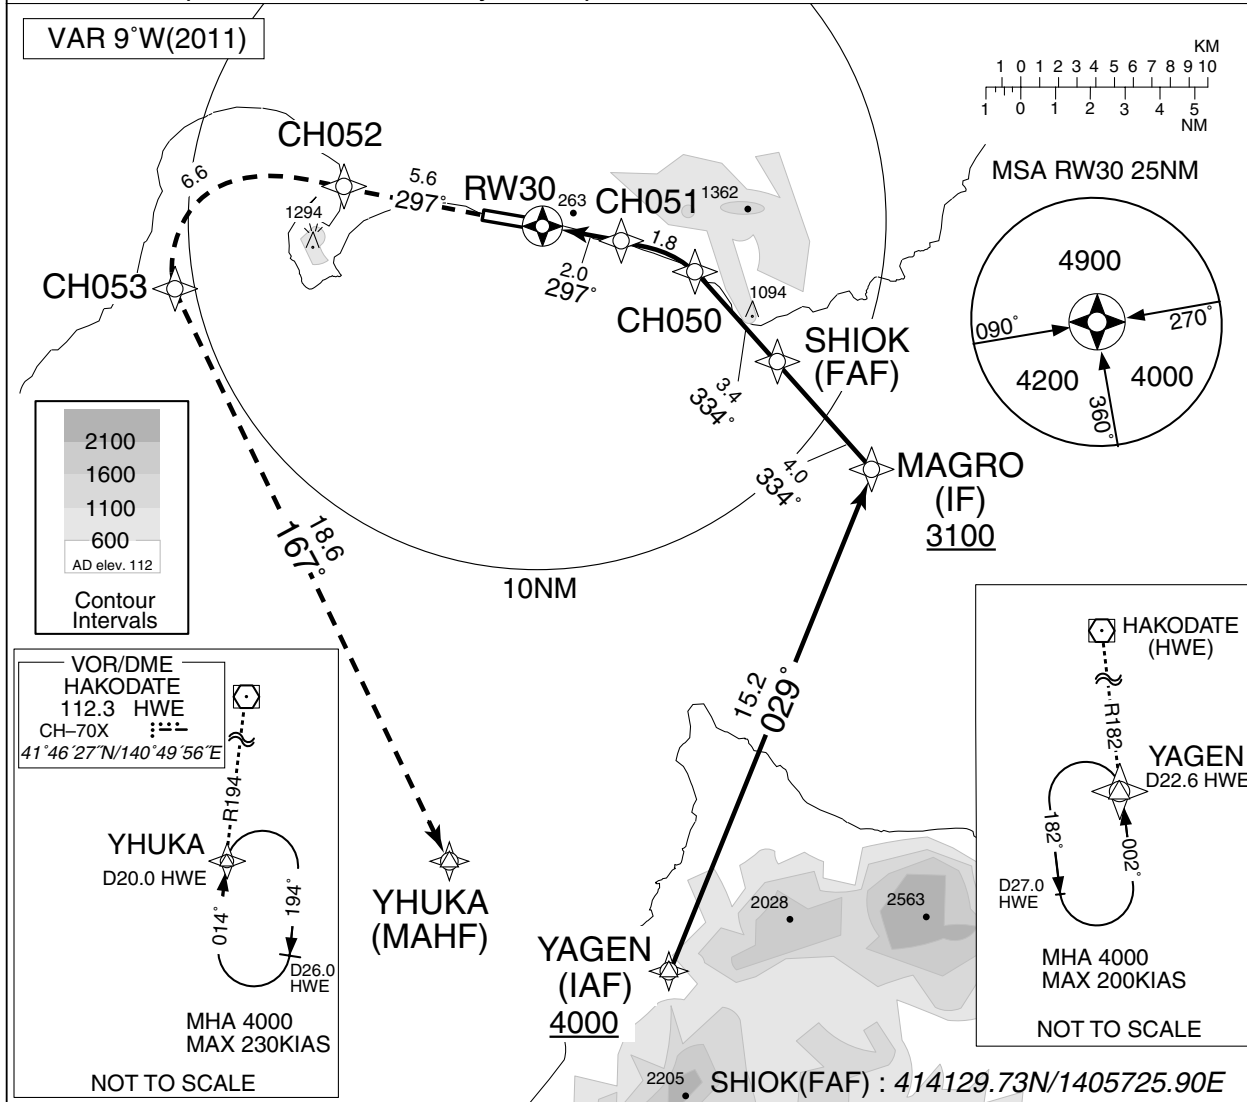 VAR 9°W(2011)
KM
1 0 1 2 3 4 5 6 7 8 9 10
1 0 1 2 3 4 5
NM
CH052
6.6
5.6
297°
RW30
263
CH051
1362
1.8
1294
2.0
297°
CH053
CH050
1094
SHIOK
(FAF)
3.4
334°
MAGRO
(IF)
3100
4.0
334°
MSA RW30 25NM
4900
090°
270°
4200
4000
360°
2100
1600
1100
600
AD elev. 112
Contour
Intervals
18.6
167°
10NM
15.2
029°
VOR/DME
HAKODATE
112.3 HWE
CH–70X
41°46´27˝N/140°49´56˝E
R194
YHUKA
D20.0 HWE
014°
194°
D26.0
HWE
MHA 4000
MAX 230KIAS
NOT TO SCALE
YHUKA
(MAHF)
YAGEN
(IAF)
4000
2028
2563
2205
HAKODATE
(HWE)
R182
YAGEN
D22.6 HWE
182°
002°
D27.0
HWE
MHA 4000
MAX 200KIAS
NOT TO SCALE
SHIOK(FAF) : 414129.73N/1405725.90E